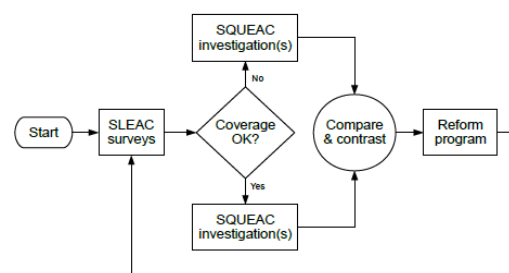 SQUEAC
investigation(s)
No
Start
SLEAC
surveys
Coverage
OK?
Compare
& contrast
Reform
program
Yes
SQUEAC
investigation(s)